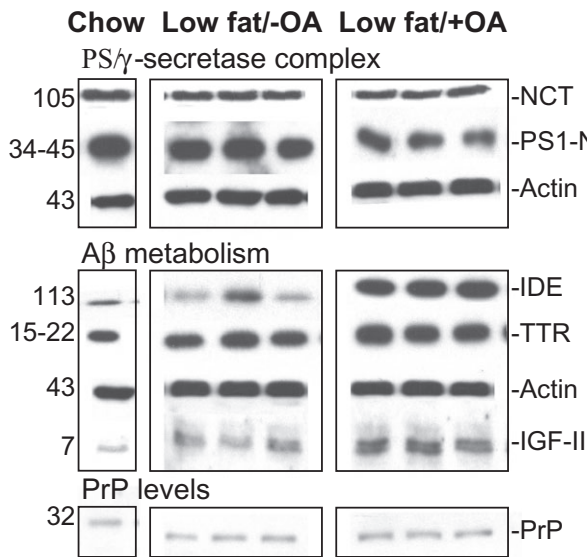 Chow Low fat/-OA Low fat/+OA
PS/γ-secretase complex
105 -NCT
34-45 -PS1-N
43 -Actin
Aβ metabolism
113 -IDE
15-22 -TTR
43 -Actin
7 -IGF-II
PrP levels
32 -PrP